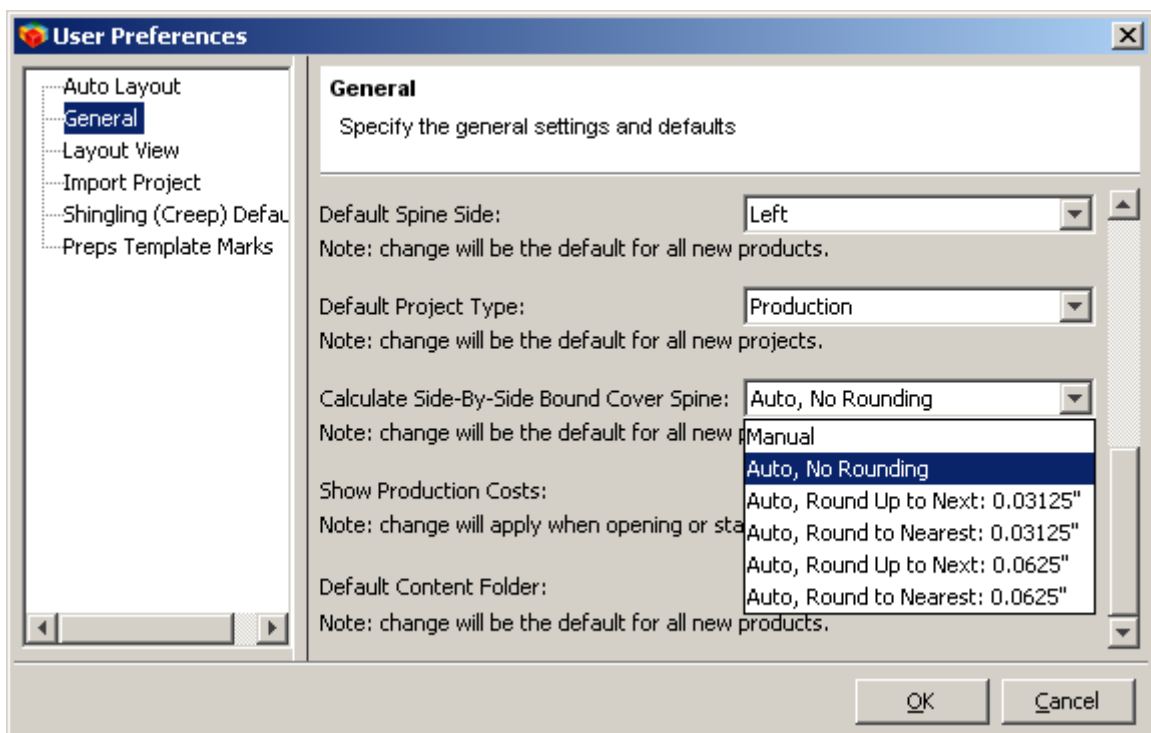 User Preferences
Auto Layout
General
Layout View
Import Project
Shingling (Creep) Defau
Preps Template Marks
General
Specify the general settings and defaults
Default Spine Side: Left
Note: change will be the default for all new products.
Default Project Type: Production
Note: change will be the default for all new projects.
Calculate Side-By-Side Bound Cover Spine: Auto, No Rounding
Note: change will be the default for all new
Manual
Auto, No Rounding
Auto, Round Up to Next: 0.03125"
Auto, Round to Nearest: 0.03125"
Auto, Round Up to Next: 0.0625"
Auto, Round to Nearest: 0.0625"
Show Production Costs:
Note: change will apply when opening or sta
Default Content Folder:
Note: change will be the default for all new products.
OK
Cancel